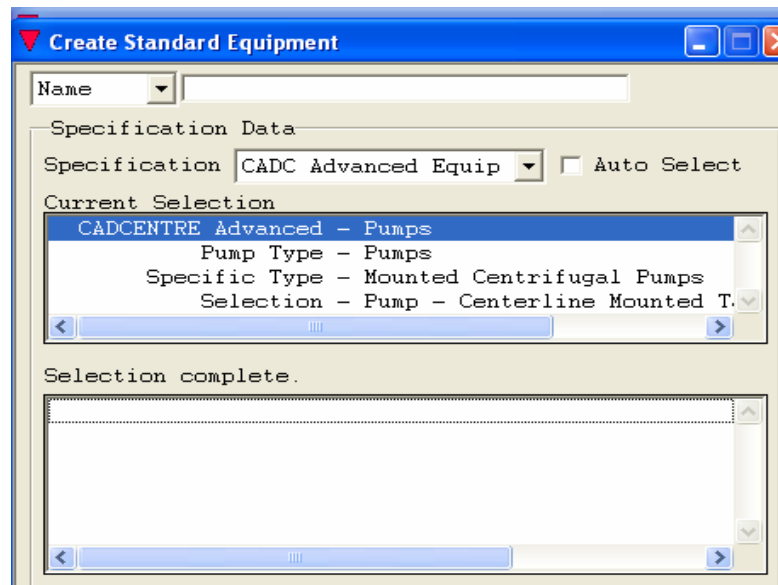 Create Standard Equipment
Name
Specification Data
Specification CADC Advanced Equip Auto Select
Current Selection
CADCENTRE Advanced - Pumps
Pump Type - Pumps
Specific Type - Mounted Centrifugal Pumps
Selection - Pump - Centerline Mounted T
Selection complete.